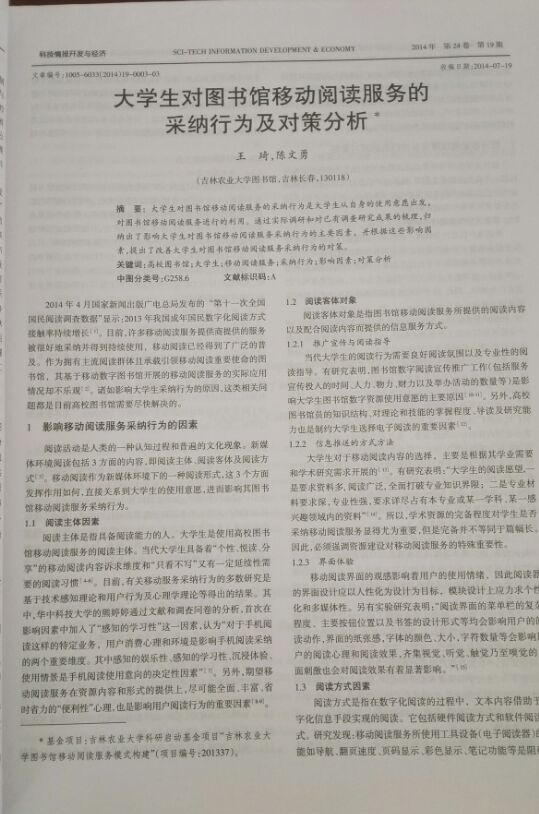 科技情报开发与经济
SCI-TECH INFORMATION DEVELOPMENT & ECONOMY
2014年 第24卷 第19期
文章编号:1005-6033(2014)19-0003-03
收稿日期:2014-07-19
大学生对图书馆移动阅读服务的
采纳行为及对策分析*
王 琦,陈文勇
(吉林农业大学图书馆,吉林长春,130118)
摘 要:大学生对图书馆移动阅读服务的采纳行为是大学生从自身的使用意愿出发,
对图书馆移动阅读服务进行的利用。通过实际调研和对已有调查研究成果的梳理,归
纳出了影响大学生对图书馆移动阅读服务采纳行为的主要因素,并根据这些影响因
素,提出了改善大学生对图书馆移动阅读服务采纳行为的对策。
关键词:高校图书馆;大学生;移动阅读服务;采纳行为;影响因素;对策分析
中图分类号:G258.6 文献标识码:A
2014年4月国家新闻出版广电总局发布的“第十一次全国
国民阅读调查数据”显示:2013年我国成年国民数字化阅读方式
接触率持续增长[1]。目前,许多移动阅读服务提供商提供的服务
被很好地采纳并得到持续使用,移动阅读已经得到了广泛的普
及。作为拥有主流阅读群体且承载引领移动阅读重要使命的图
书馆,其基于移动数字图书馆开展的移动阅读服务的实际应用
情况却不乐观[2]。诸如影响大学生采纳行为的原因,这类相关问
题都是目前高校图书馆需要尽快解决的。
1 影响移动阅读服务采纳行为的因素
阅读活动是人类的一种认知过程和普遍的文化现象。新媒
体环境阅读包括3方面的内容,即阅读主体、阅读客体及阅读方
式[3]。移动阅读作为新媒体环境下的一种阅读形式,这3个方面
发挥作用如何,直接关系到大学生的使用意愿,进而影响其图书
馆移动阅读服务采纳行为。
1.1 阅读主体因素
阅读主体是指具备阅读能力的人。大学生是使用高校图书
馆移动阅读服务的阅读主体。当代大学生具备着“个性、悦读、分
享”的移动阅读内容诉求维度和“只看不写”又有一定延续性需
要的阅读习惯[4-6]。目前,有关移动服务采纳行为的多数研究是
基于技术感知理论和用户行为及心理学理论等得出的结果。其
中,华中科技大学的熊婷婷通过文献和调查问卷的分析,首次在
影响因素中加入了“感知的学习性”这一因素,认为“对于手机阅
读这样的特定业务,用户消费心理和环境是影响手机阅读采纳
的两个重要维度。其中感知的娱乐性、感知的学习性、沉浸体验、
使用情景是手机阅读使用意向的决定性因素”[7]。另外,期望移
动阅读服务在资源内容和形式的提供上,尽可能全面、丰富、省
时省力的“便利性”心理,也是影响用户阅读行为的重要因素[8-9]。
*基金项目:吉林农业大学科研启动基金项目“吉林农业大
学图书馆移动阅读服务模式构建”(项目编号:201337)。
1.2 阅读客体对象
阅读客体对象是指图书馆移动阅读服务所提供的阅读内容
以及配合阅读内容而提供的信息服务方式。
1.2.1 推广宣传与阅读指导
当代大学生的阅读行为需要良好阅读氛围以及专业性的阅
读指导。有研究表明,图书馆数字阅读宣传推广工作(包括服务
宣传投入的时间、人力、物力、财力以及举办活动的数量等)是影
响大学生图书馆数字资源使用意愿的主要原因[10-11]。另外,高校
图书馆员的知识结构,对理论和技能的掌握程度、导读及研究能
力也是制约大学生选择电子阅读的重要因素[12]。
1.2.2 信息推送的方式方法
大学生对于移动阅读内容的选择,主要是根据其学业需要
和学术研究需求开展的[13]。有研究表明:“大学生的阅读愿望,一
是要求资料多,阅读广泛,全面打破专业知识界限;二是专业材
料要求深,专业性强,要求详尽占有本专业或某一学科、某一感
兴趣领域内的资料”[14]。所以,学术资源的完备程度对学生是否
采纳移动阅读服务显得尤为重要,但是完备并不等同于篇幅长,
因此,必须强调资源建设对移动阅读服务的特殊重要性。
1.2.3 界面体验
移动阅读界面的观感影响着用户的使用情绪,因此阅读器
的界面设计应以人性化为设计为目标,模块设计上应力求个性
化和多媒体性。另有实验研究表明:“阅读界面的菜单栏的复杂
程度、主要按钮位置以及书签的设计形式等均会影响用户的阅
读动作,界面的纸张感,字体的颜色、大小,字符数量等会影响用
户的阅读心理和阅读效果,齐集视觉、听觉、触觉乃至嗅觉的
面刺激也会对阅读效果有着显著影响。”[15]
1.3 阅读方式因素
阅读方式是指在数字化阅读的过程中,文本内容借助于
字化信息手段实现的阅读。它包括硬件阅读方式和软件阅读
式。研究发现:移动阅读服务所使用工具设备(电子阅读器)的
能如导航、翻页速度、页码显示、彩色显示、笔记功能等是阻